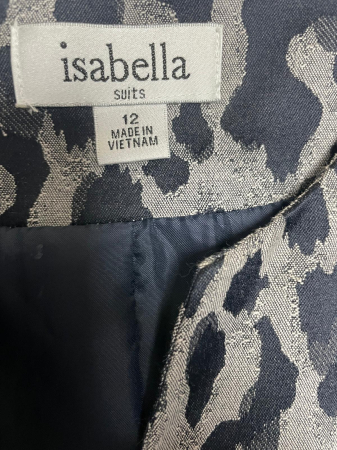 isabella
suits
12
MADE IN
VIETNAM